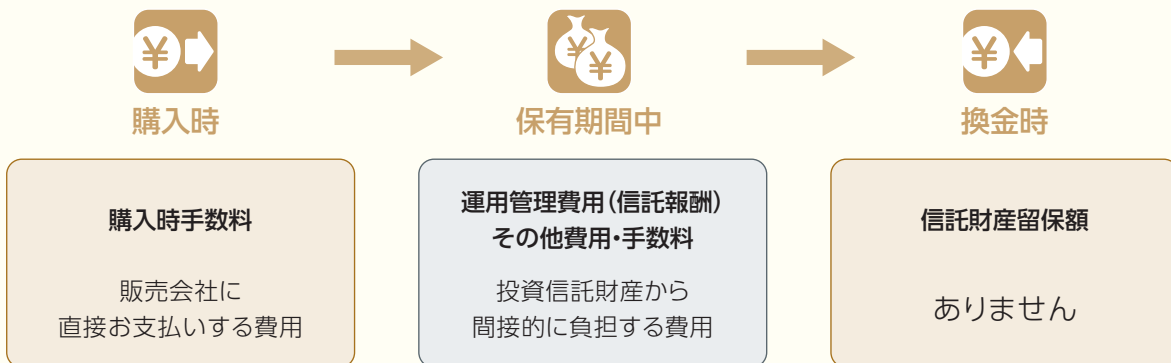 購入時
保有期間中
換金時
購入時手数料
販売会社に
直接お支払いする費用
運用管理費用(信託報酬)
その他費用・手数料
投資信託財産から
間接的に負担する費用
信託財産留保額
ありません